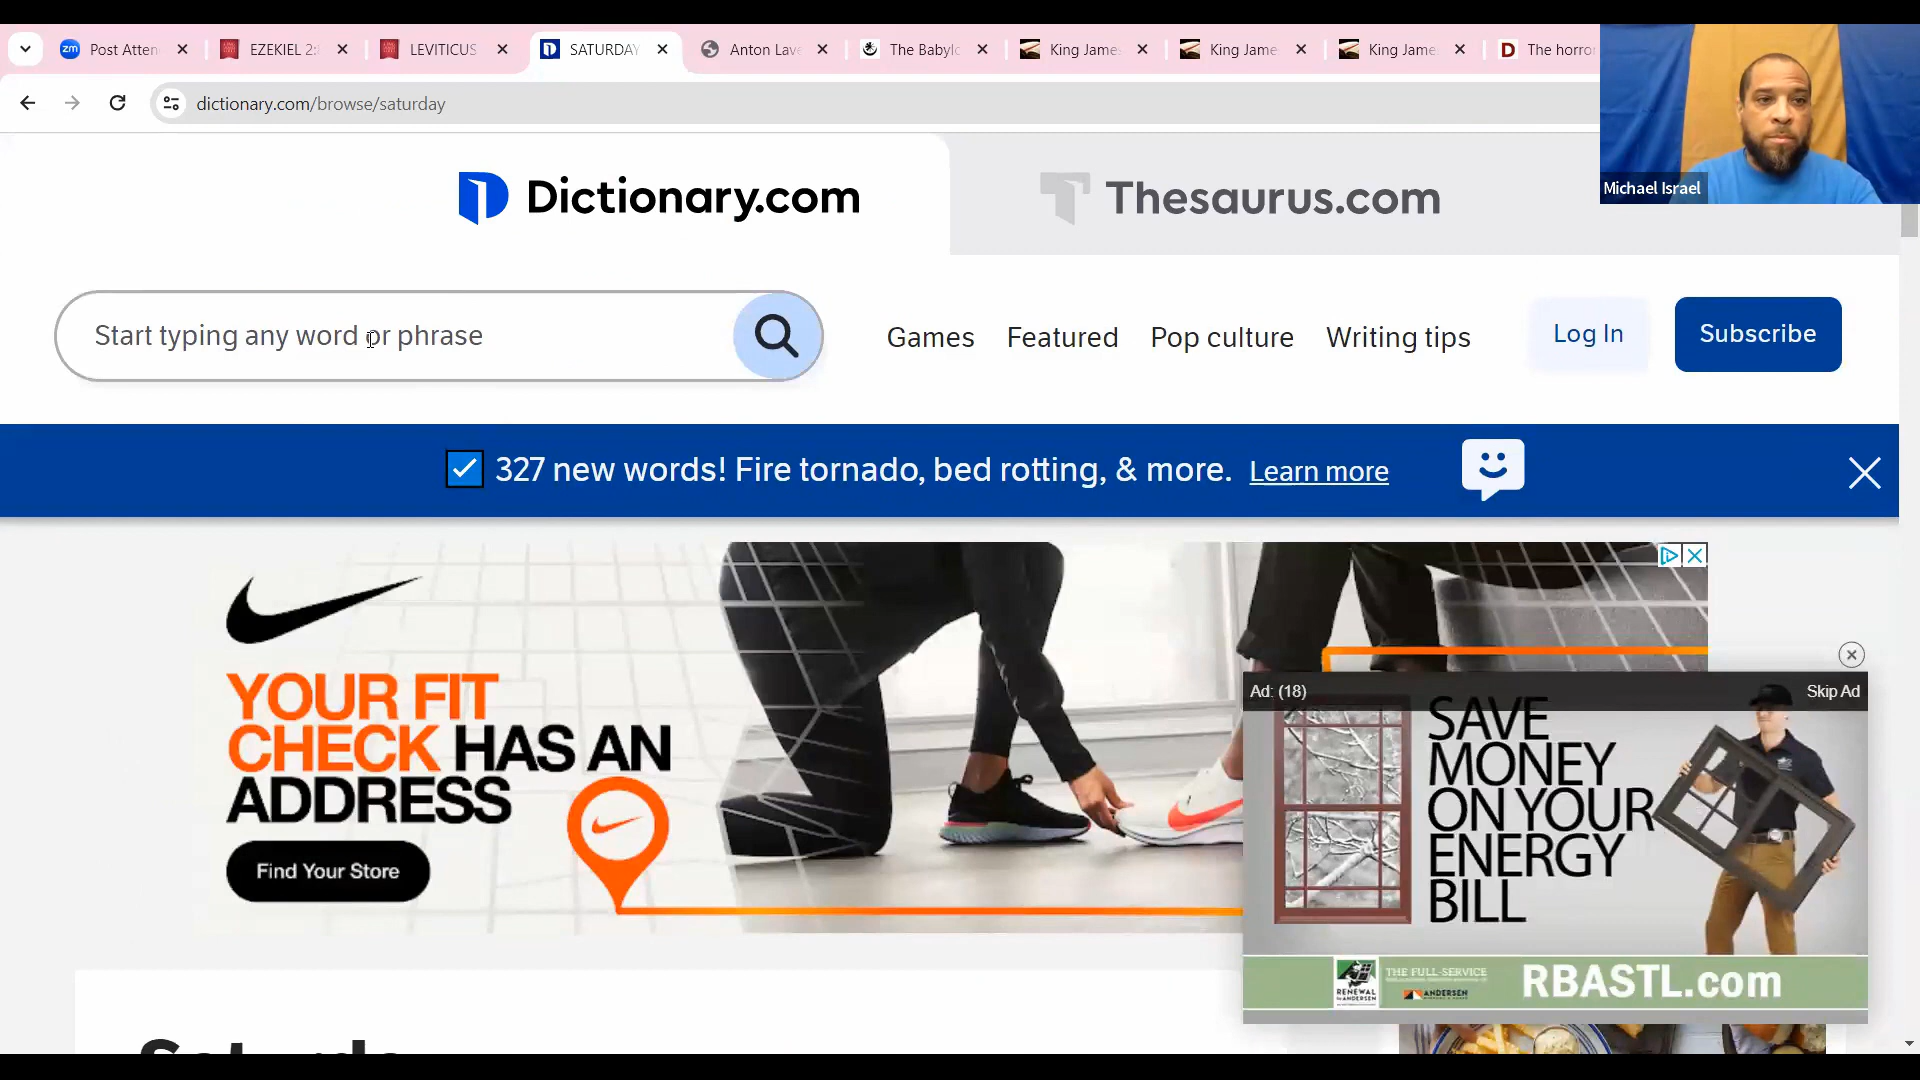 zm Post Atten
EZEKIEL 2:
LEVITICUS
SATURDAY
Anton Lav
The Babylo
King James
King Jame
King Jame
The horro
dictionary.com/browse/saturday
Michael Israel
Dictionary.com
Thesaurus.com
Start typing any word or phrase
Games
Featured
Pop culture
Writing tips
Log In
Subscribe
327 new words! Fire tornado, bed rotting, & more. Learn more
YOUR FIT
CHECK HAS AN
ADDRESS
Find Your Store
Ad: (18)
Skip Ad
SAVE
MONEY
ON YOUR
ENERGY
BILL
RENEWAL
BY ANDERSEN
THE FULL-SERVICE
ANDERSEN
RBASTL.com